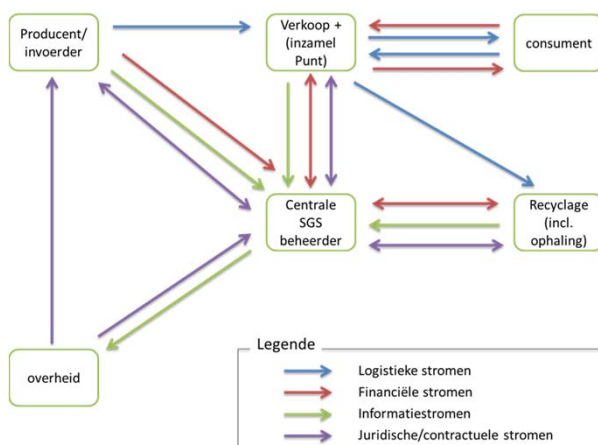 Producent/
invoerder
Verkoop +
(inzamel
Punt)
consument
Centrale
SGS
beheerder
Recyclage
(incl.
ophaling)
overheid
Legende
Logistieke stromen
Financiële stromen
Informatiestromen
Juridische/contractuele stromen